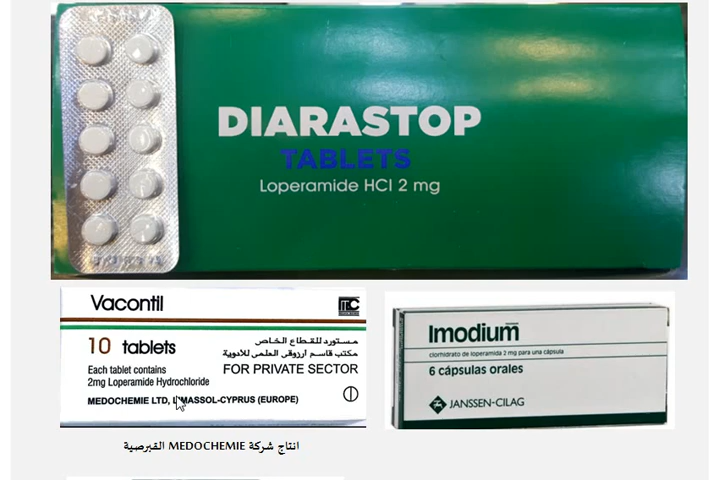 DIARASTOP
TABLETS
Loperamide HCl 2 mg
Vacontil
10 tablets
Each tablet contains
2mg Loperamide Hydrochloride
MEDOCHEMIE LTD, LIMASSOL-CYPRUS (EUROPE)
مستورد للقطاع الخاص
مكتب قاسم ارزوقي العلمي للأدوية
FOR PRIVATE SECTOR
Imodium
clorhidrato de loperamida 2 mg para una cápsula
6 cápsulas orales
JANSSEN-CILAG
انتاج شركة MEDOCHEMIE القبرصية